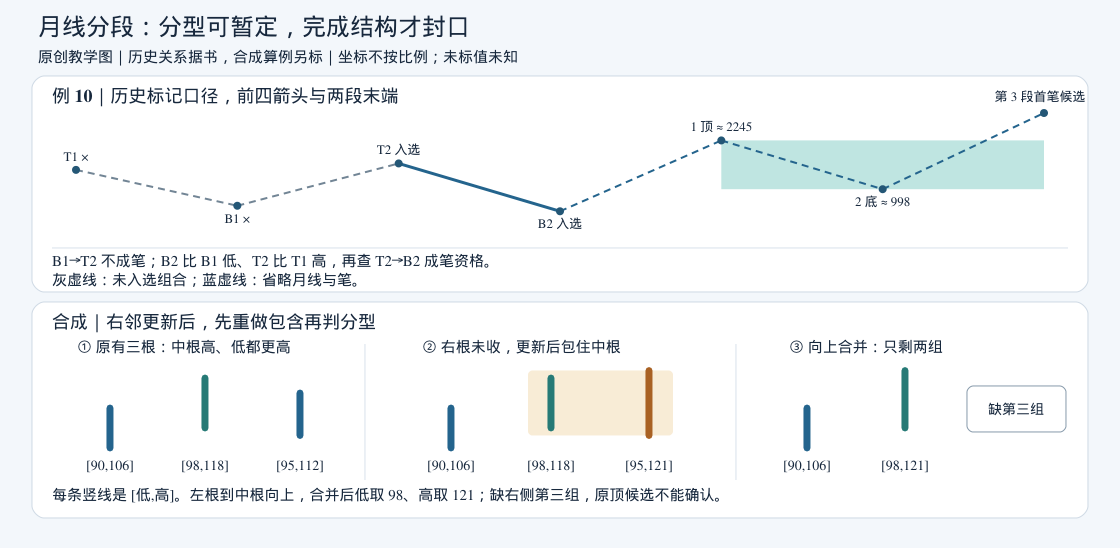 月线分段：分型可暂定，完成结构才封口
原创教学图｜历史关系据书，合成算例另标｜坐标不按比例；未标值未知
例 10｜历史标记口径，前四箭头与两段末端
第 3 段首笔候选
1 顶 ≈ 2245
T1 ×
T2 入选
B1 ×
B2 入选
2 底 ≈ 998
B1→T2 不成笔；B2 比 B1 低、T2 比 T1 高，再查 T2→B2 成笔资格。
灰虚线：未入选组合；蓝虚线：省略月线与笔。
合成｜右邻更新后，先重做包含再判分型
① 原有三根：中根高、低都更高
② 右根未收，更新后包住中根
③ 向上合并：只剩两组
缺第三组
[90,106]
[98,118]
[95,112]
[90,106]
[98,118]
[95,121]
[90,106]
[98,121]
每条竖线是 [低,高]。左根到中根向上，合并后低取 98、高取 121；缺右侧第三组，原顶候选不能确认。